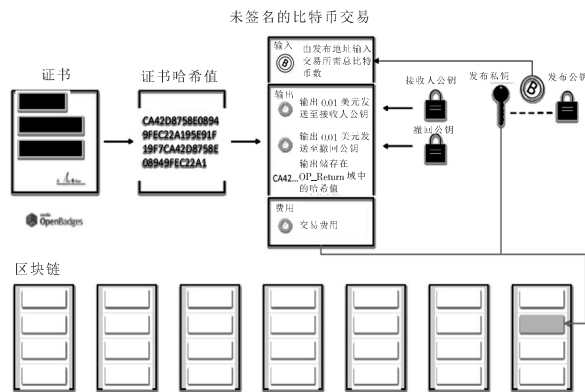 未签名的比特币交易
证书
证书哈希值
CA42D8758E0894
9FEC22A195E91F
19F7CA42D8758E
08949FEC22A1
OpenBadges
输入
由发布地址输入
交易所需总比特
币数
输出
输出 0.01 美元发
送至接收人公钥
输出 0.01 美元发
送至撤回公钥
输出储存在
CA42... OP_Return 域中
的哈希值
费用
交易费用
接收人公钥
撤回公钥
发布私钥
发布公钥
区块链